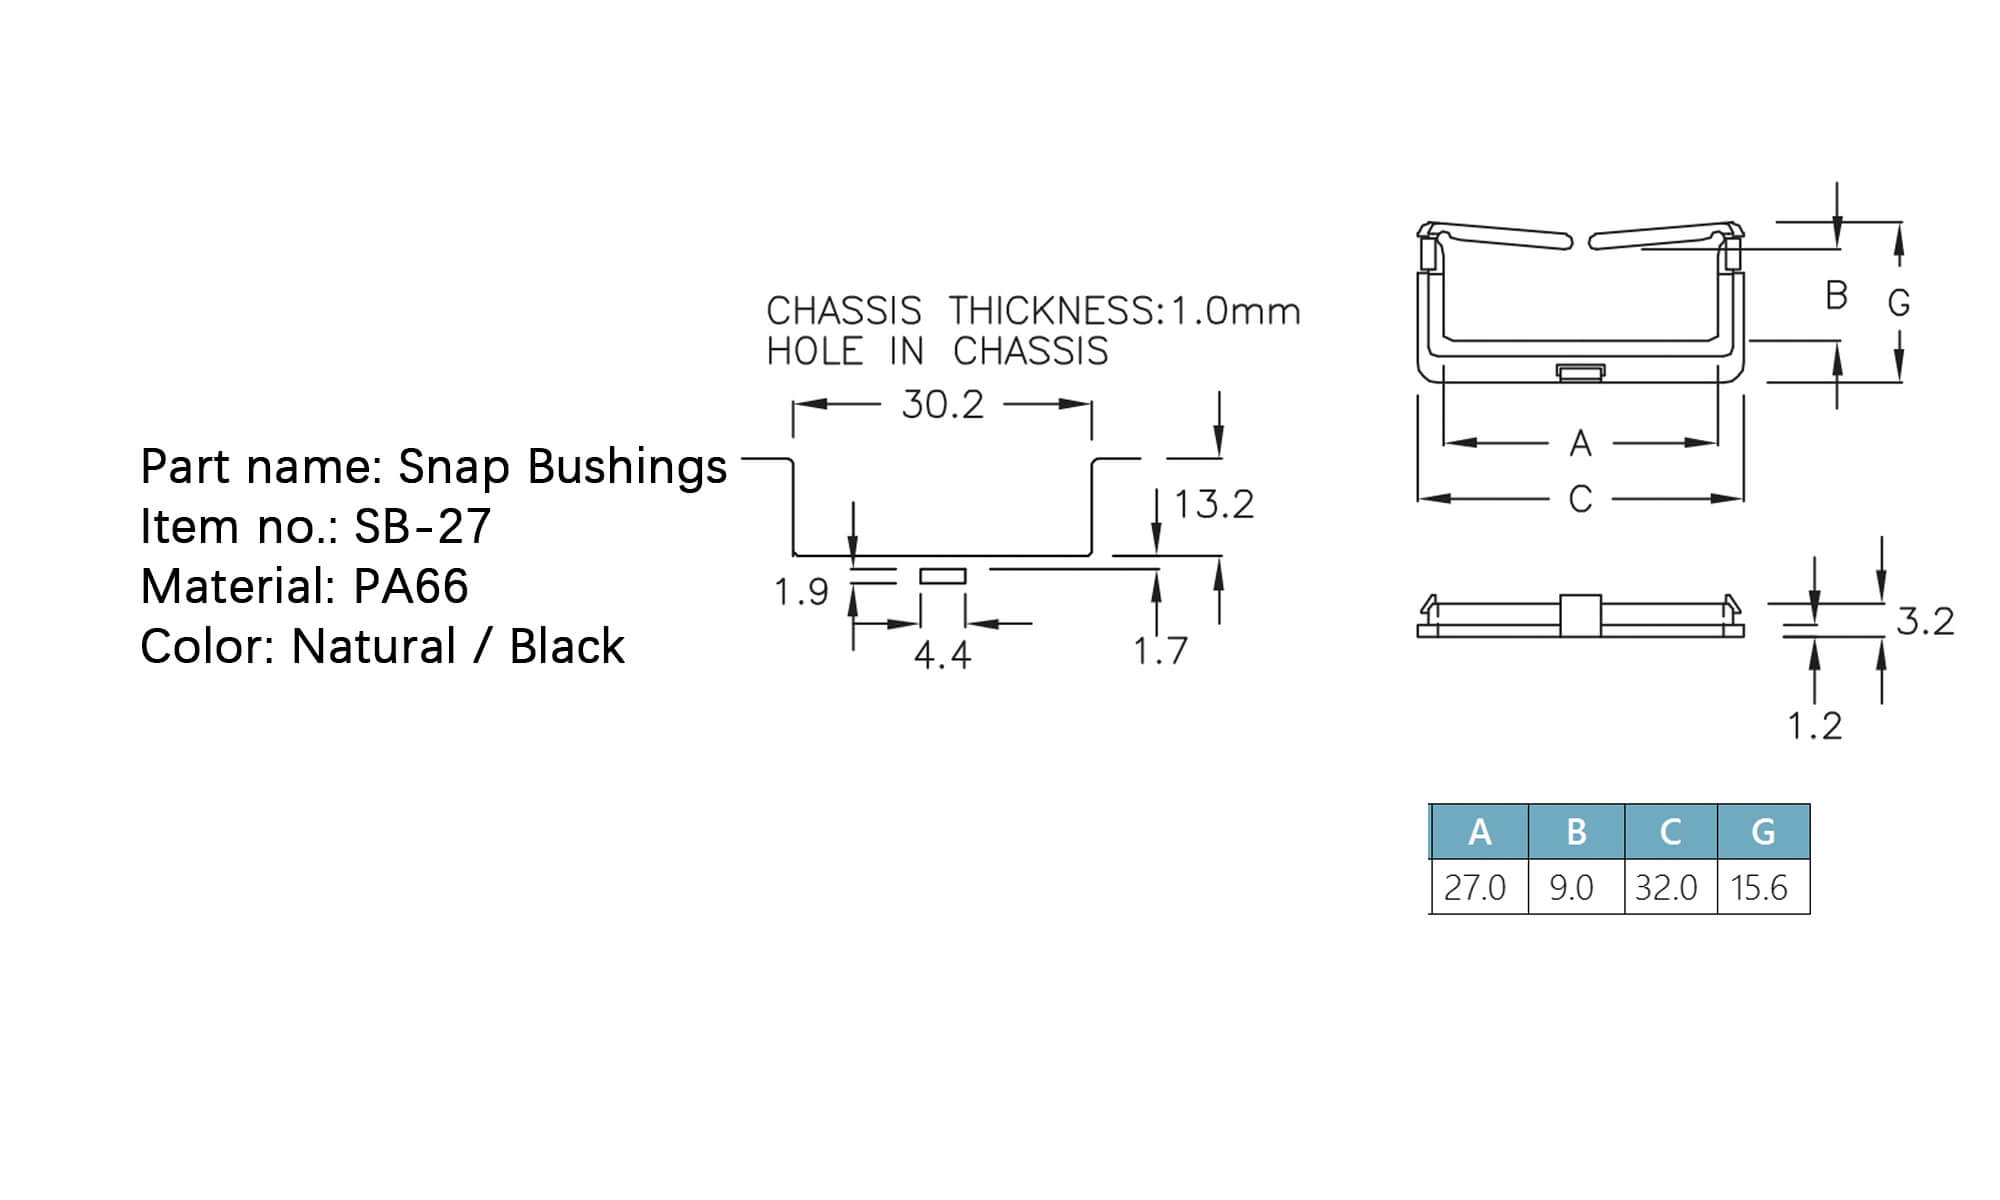 Part name: Snap Bushings
Item no.: SB-27
Material: PA66
Color: Natural / Black
CHASSIS THICKNESS:1.0mm
HOLE IN CHASSIS
30.2
13.2
1.9
4.4
1.7
B
G
A
C
3.2
1.2
A B C G
27.0 9.0 32.0 15.6